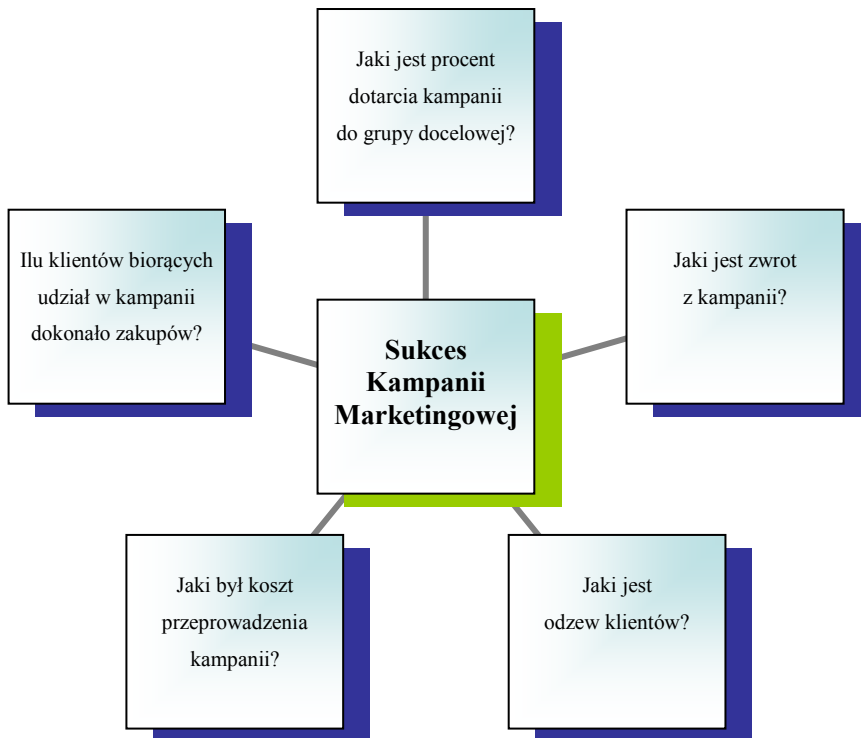 Jaki jest procent
dotarcia kampanii
do grupy docelowej?
Ilu klientów biorących
udział w kampanii
dokonało zakupów?
Jaki jest zwrot
z kampanii?
Sukces
Kampanii
Marketingowej
Jaki był koszt
przeprowadzenia
kampanii?
Jaki jest
odzew klientów?